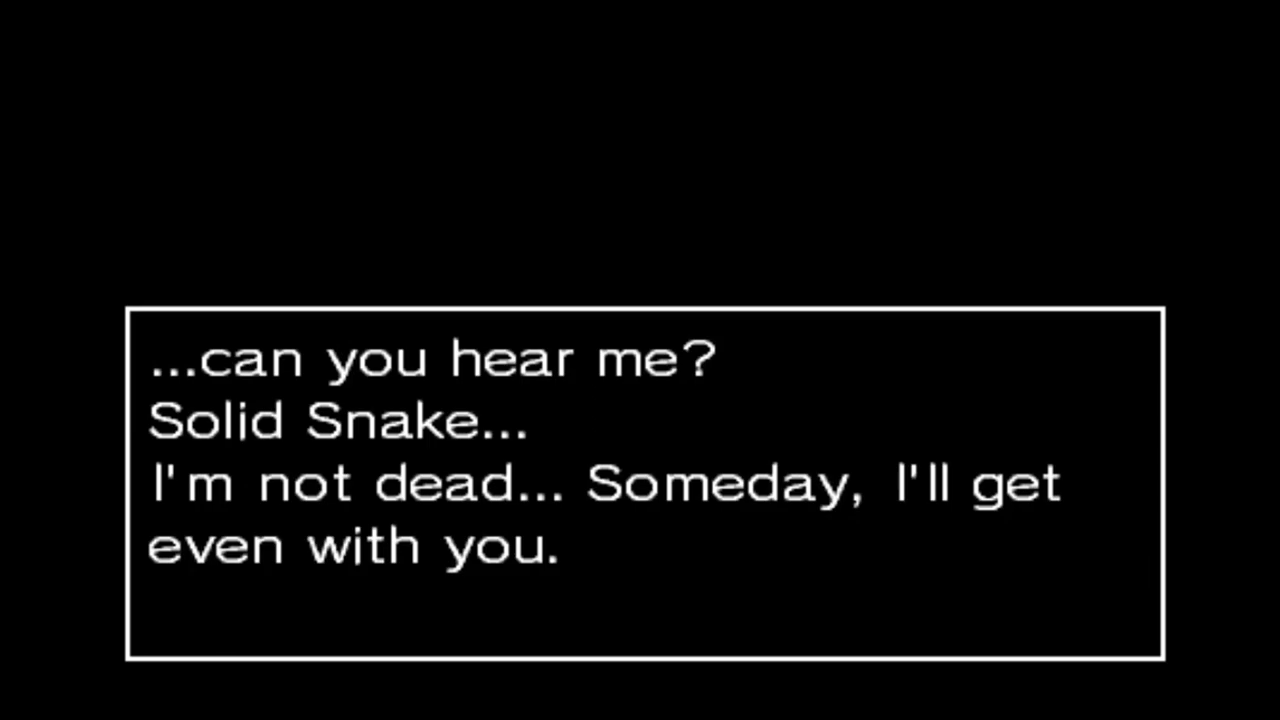 ...can you hear me?
Solid Snake...
I'm not dead... Someday, I'll get
even with you.